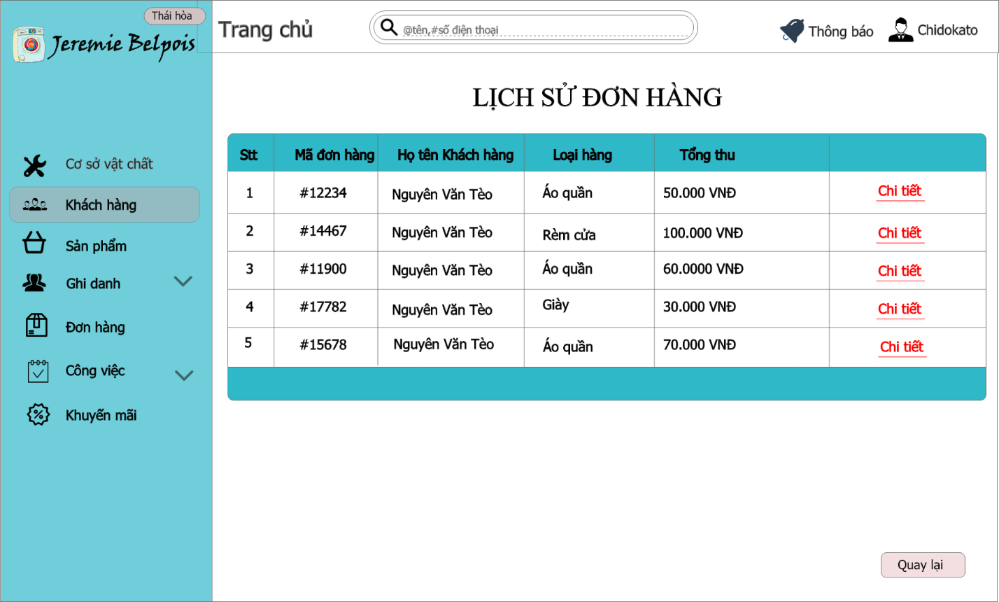 Thái hòa
Jeremie Belpois
Trang chủ
@tên,#số điện thoại
Thông báo
Chidokato
LỊCH SỬ ĐƠN HÀNG
Cơ sở vật chất
Khách hàng
Sản phẩm
Ghi danh
Đơn hàng
Công việc
Khuyến mãi
Stt Mã đơn hàng Họ tên Khách hàng Loại hàng Tổng thu
1 #12234 Nguyên Văn Tèo Áo quần 50.000 VNĐ Chi tiết
2 #14467 Nguyên Văn Tèo Rèm cửa 100.000 VNĐ Chi tiết
3 #11900 Nguyên Văn Tèo Áo quần 60.0000 VNĐ Chi tiết
4 #17782 Nguyên Văn Tèo Giày 30.000 VNĐ Chi tiết
5 #15678 Nguyên Văn Tèo Áo quần 70.000 VNĐ Chi tiết
Quay lại